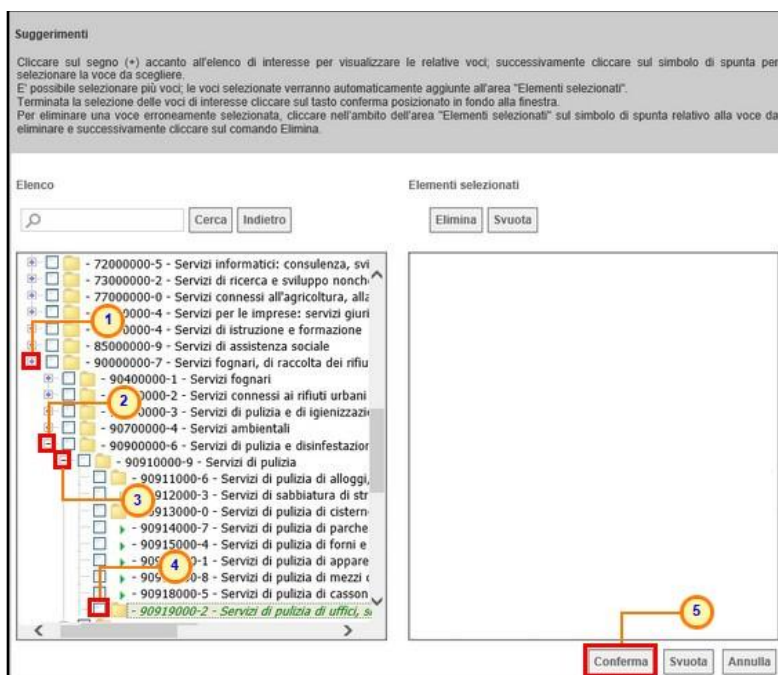 Suggerimenti
Cliccare sul segno (+) accanto all'elenco di interesse per visualizzare le relative voci; successivamente cliccare sul simbolo di spunta per
selezionare la voce da scegliere.
E' possibile selezionare più voci; le voci selezionate verranno automaticamente aggiunte all'area "Elementi selezionati".
Terminata la selezione delle voci di interesse cliccare sul tasto conferma posizionato in fondo alla finestra.
Per eliminare una voce erroneamente selezionata, cliccare nell'ambito dell'area "Elementi selezionati" sul simbolo di spunta relativo alla voce da
eliminare e successivamente cliccare sul comando Elimina.
Elenco
Elementi selezionati
Cerca Indietro
Elimina Svuota
- 72000000-5 - Servizi informatici: consulenza, svi
- 73000000-2 - Servizi di ricerca e sviluppo nonch
- 77000000-0 - Servizi connessi all'agricoltura, alla
0000-4 - Servizi per le imprese: servizi giuri
1
0000-4 - Servizi di istruzione e formazione
- 85000000-9 - Servizi di assistenza sociale
- 90000000-7 - Servizi fognari, di raccolta dei rifiu
- 90400000-1 - Servizi fognari
000-2 - Servizi connessi ai rifiuti urbani
2
000-3 - Servizi di pulizia e di igienizzazi
- 90700000-4 - Servizi ambientali
- 90900000-6 - Servizi di pulizia e disinfestazion
- 90910000-9 - Servizi di pulizia
- 90911000-6 - Servizi di pulizia di alloggi,
912000-3 - Servizi di sabbiatura di str
3
90913000-0 - Servizi di pulizia di cistern
- 90914000-7 - Servizi di pulizia di parche
- 90915000-4 - Servizi di pulizia di forni e
-1 - Servizi di pulizia di appare
4
-8 - Servizi di pulizia di mezzi
- 90918000-5 - Servizi di pulizia di casson
- 90919000-2 - Servizi di pulizia di uffici, s
5
Conferma Svuota Annulla